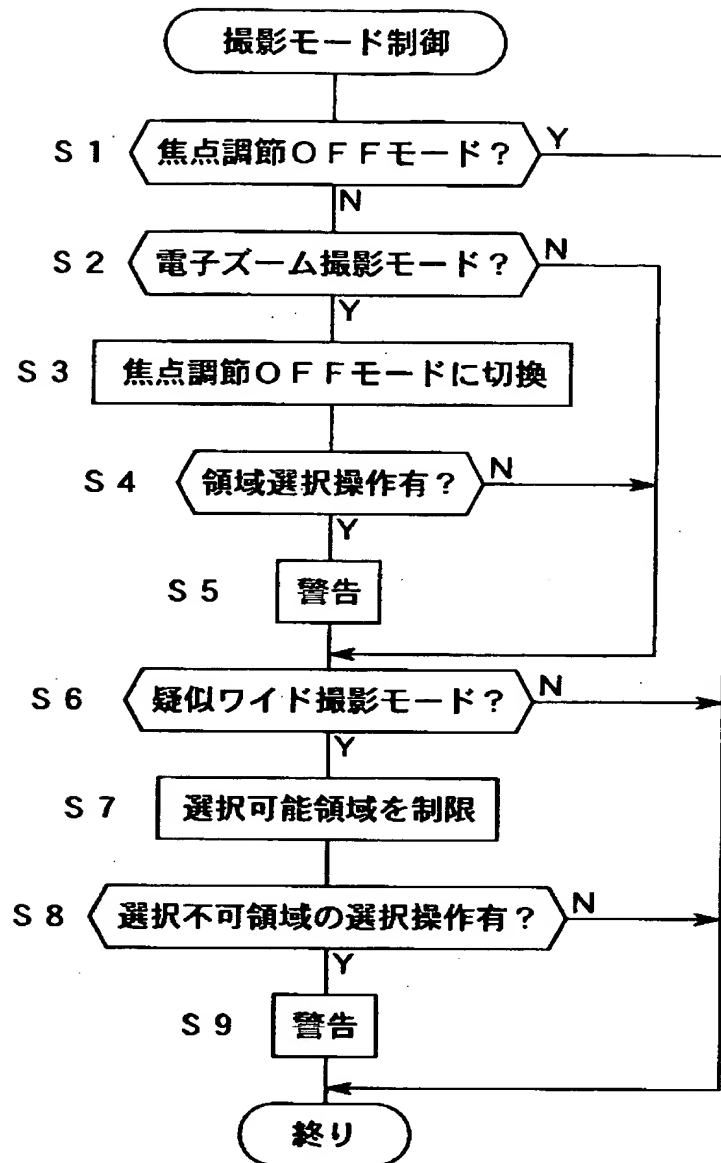 撮影モード制御
S1 焦点調節OFFモード? Y
N
S2 電子ズーム撮影モード? N
Y
S3 焦点調節OFFモードに切換
S4 領域選択操作有? N
Y
S5 警告
S6 疑似ワイド撮影モード? N
Y
S7 選択可能領域を制限
S8 選択不可領域の選択操作有? N
Y
S9 警告
終り